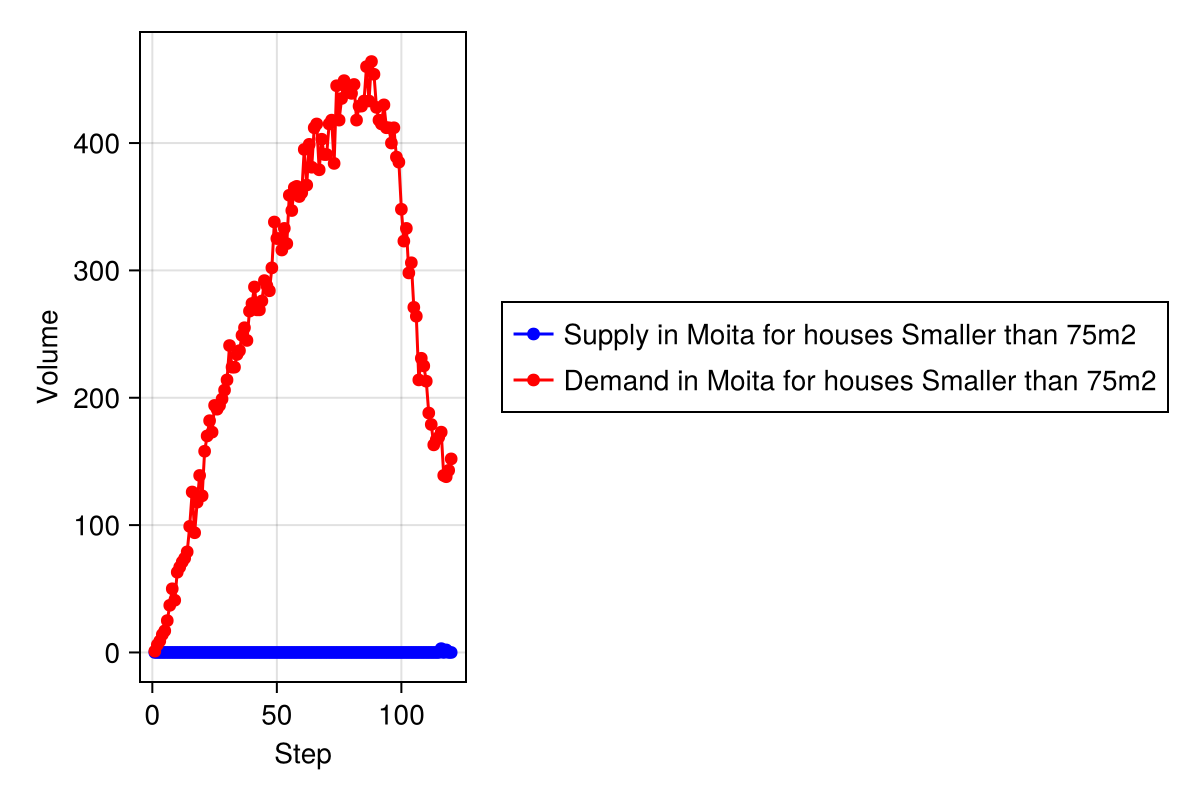 400
300
200
100
0
Volume
0 50 100
Step
Supply in Moita for houses Smaller than 75m2
Demand in Moita for houses Smaller than 75m2